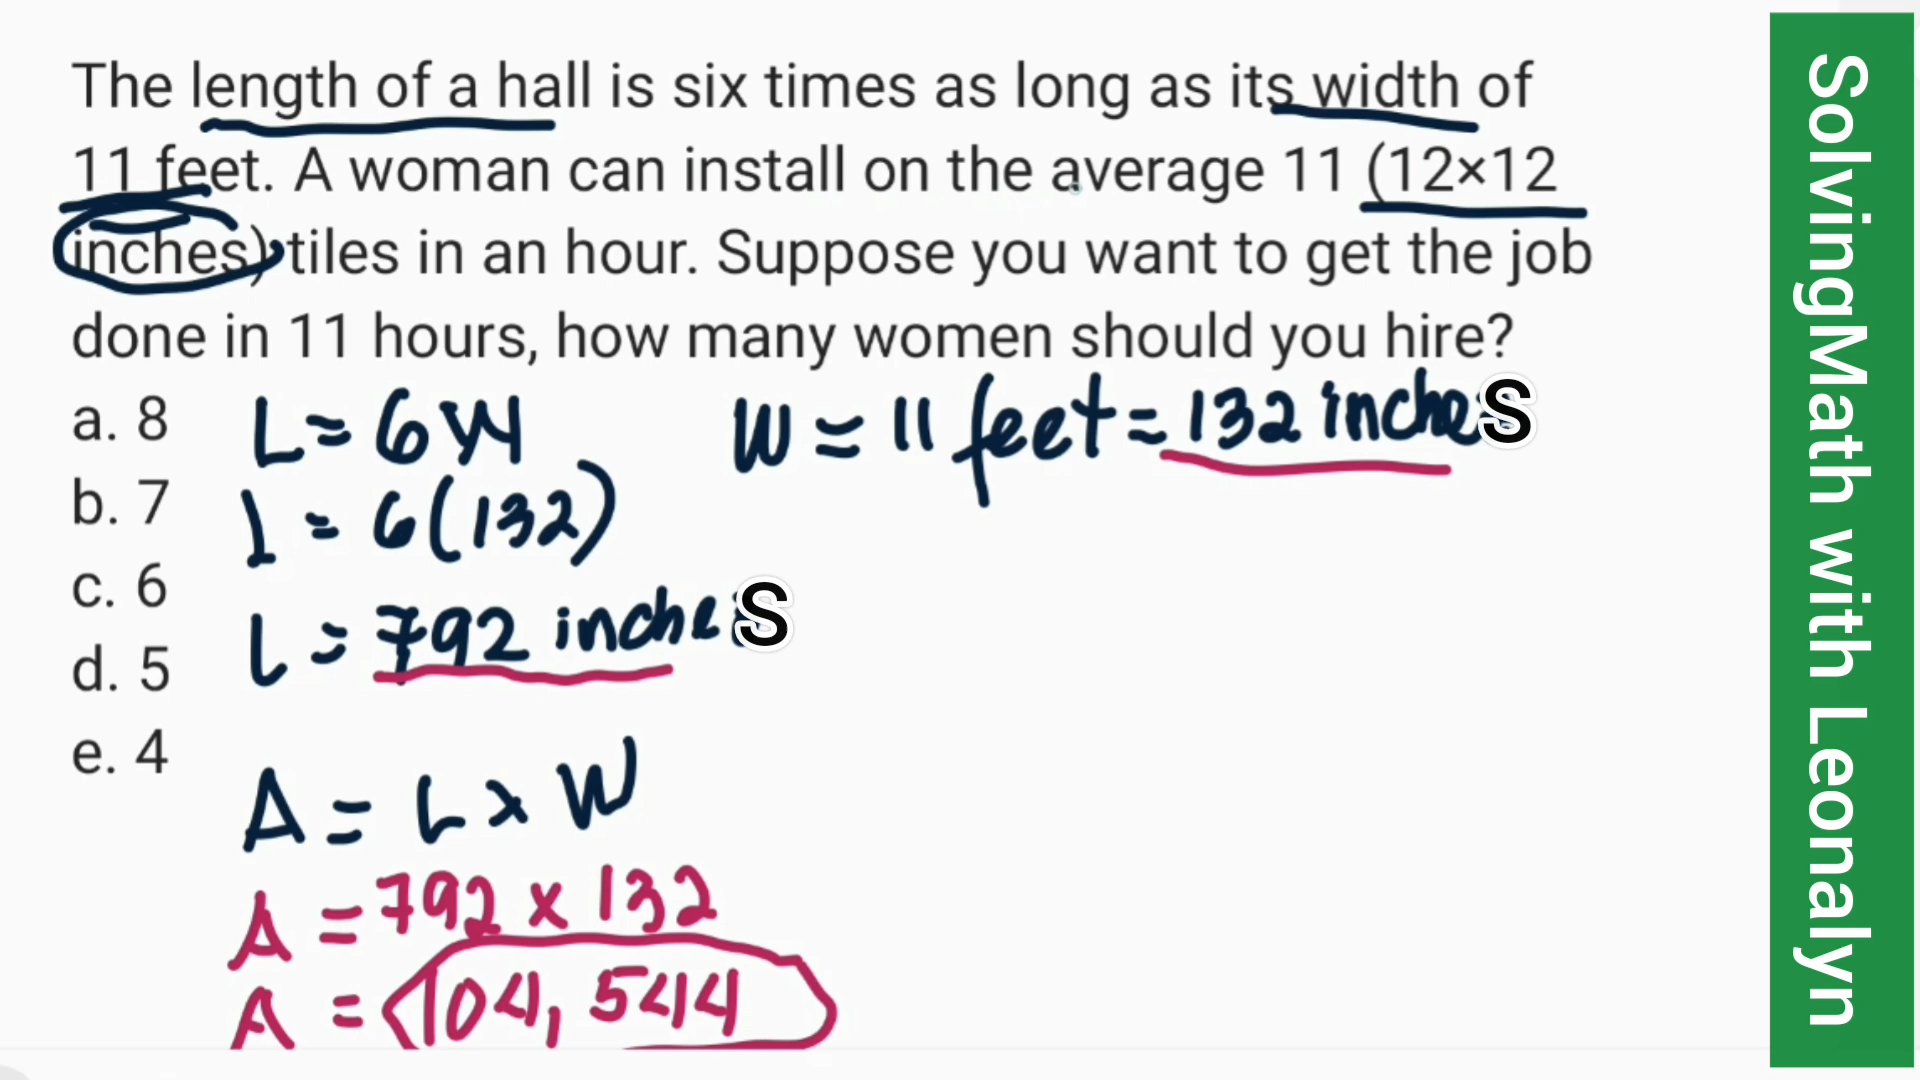 The length of a hall is six times as long as its width of
11 feet. A woman can install on the average 11 (12×12
inches) tiles in an hour. Suppose you want to get the job
done in 11 hours, how many women should you hire?
a. 8
b. 7
c. 6
d. 5
e. 4
L = 6W
W = 11 feet = 132 inches
L = 6(132)
L = 792 inches
A = L x W
A = 792 x 132
A = 104,544
SolvingMath with Leonalyn